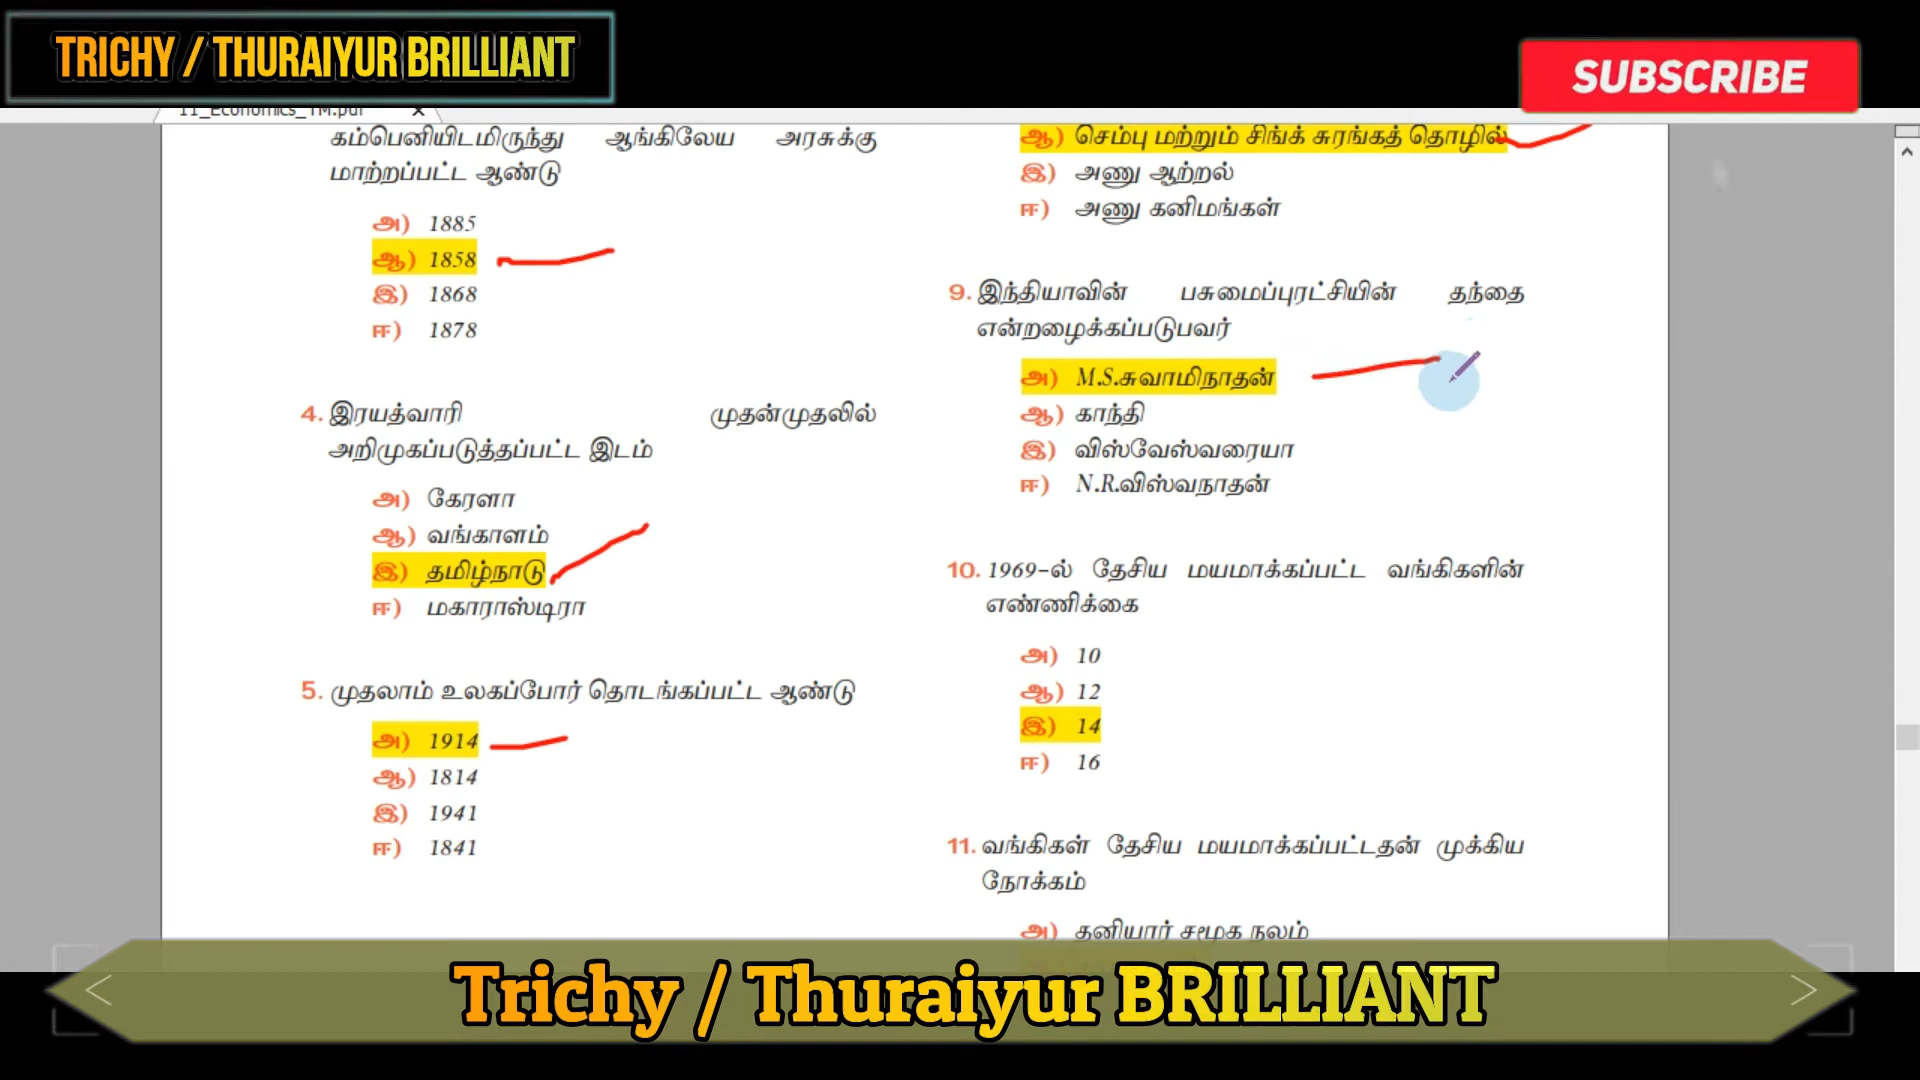 TRICHY / THURAIYUR BRILLIANT
SUBSCRIBE
11_Economics_TM.pdf
கம்பெனியிடமிருந்து ஆங்கிலேய அரசுக்கு
மாற்றப்பட்ட ஆண்டு
அ) 1885
ஆ) 1858
இ) 1868
ஈ) 1878
4. இரயத்வாரி முதன்முதலில்
அறிமுகப்படுத்தப்பட்ட இடம்
அ) கேரளா
ஆ) வங்காளம்
இ) தமிழ்நாடு
ஈ) மகாராஸ்டிரா
5. முதலாம் உலகப்போர் தொடங்கப்பட்ட ஆண்டு
அ) 1914
ஆ) 1814
இ) 1941
ஈ) 1841
ஆ) செம்பு மற்றும் சிங்க் சுரங்கத் தொழில்
இ) அணு ஆற்றல்
ஈ) அணு கனிமங்கள்
9. இந்தியாவின் பசுமைப்புரட்சியின் தந்தை
என்றழைக்கப்படுபவர்
அ) M.S.சுவாமிநாதன்
ஆ) காந்தி
இ) விஸ்வேஸ்வரையா
ஈ) N.R.விஸ்வநாதன்
10. 1969-ல் தேசிய மயமாக்கப்பட்ட வங்கிகளின்
எண்ணிக்கை
அ) 10
ஆ) 12
இ) 14
ஈ) 16
11. வங்கிகள் தேசிய மயமாக்கப்பட்டதன் முக்கிய
நோக்கம்
அ) தனியார் சமூக நலம்
Trichy / Thuraiyur BRILLIANT